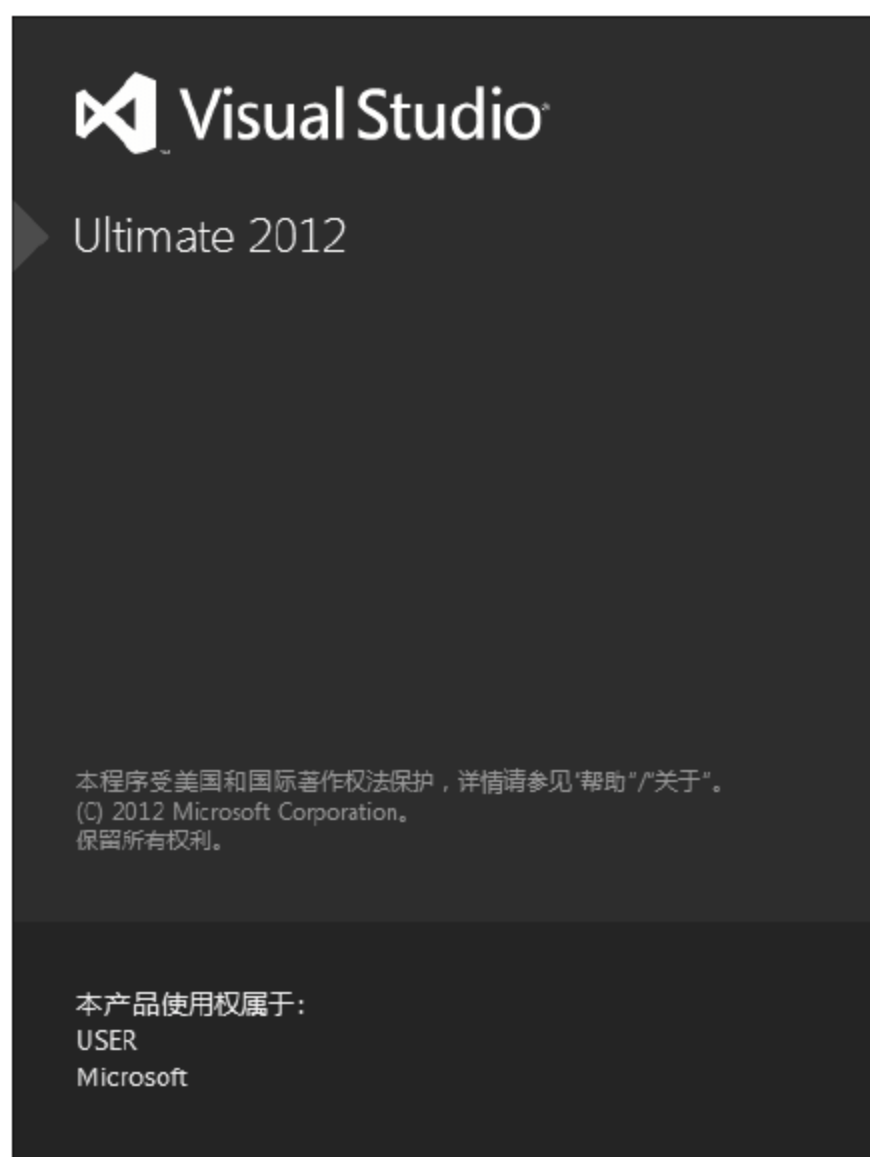 Visual Studio®
Ultimate 2012
本程序受美国和国际著作权法保护，详情请参见"帮助"/"关于"。
(C) 2012 Microsoft Corporation。
保留所有权利。
本产品使用权属于：
USER
Microsoft